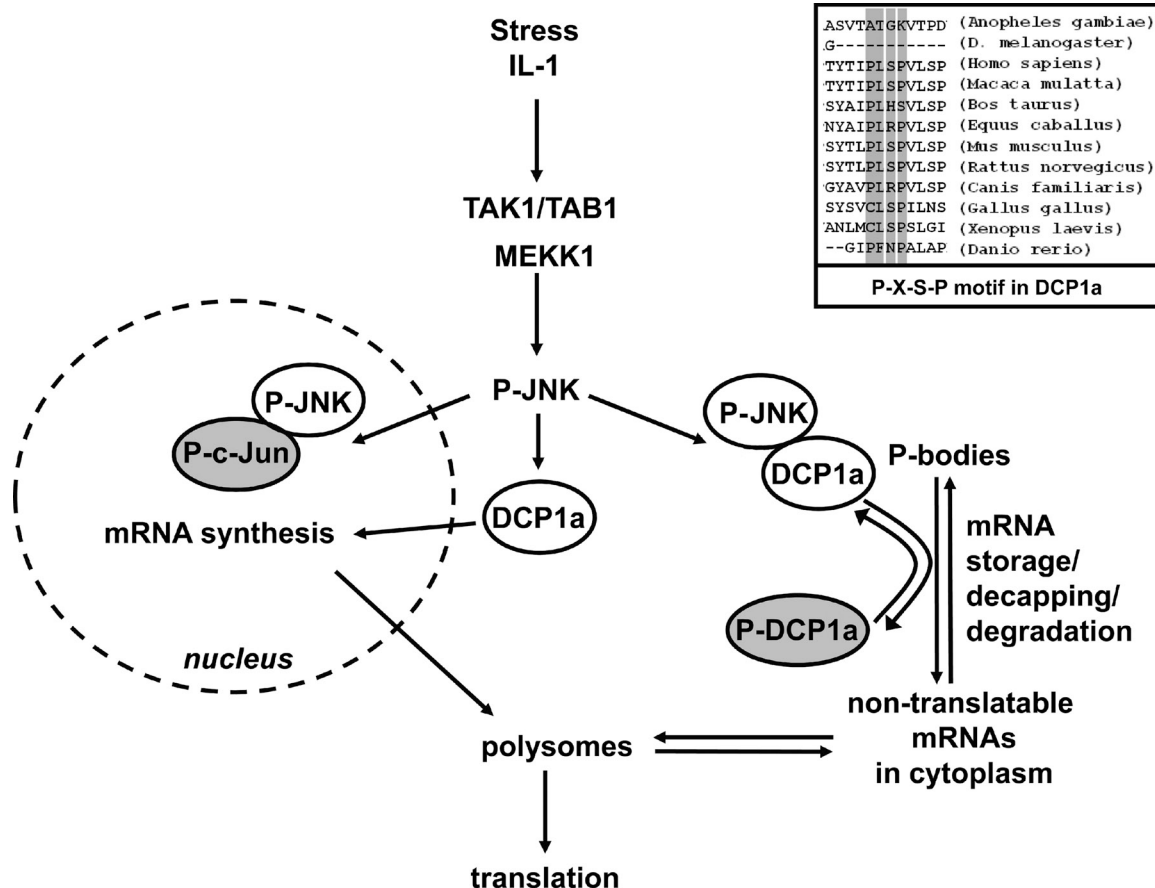 Stress
IL-1
TAK1/TAB1
MEKK1
P-JNK
P-JNK
P-c-Jun
mRNA synthesis
nucleus
DCP1a
P-JNK
DCP1a
P-bodies
mRNA
storage/
decapping/
degradation
P-DCP1a
non-translatable
mRNAs
in cytoplasm
polysomes
translation
ASVTATGKVTPD (Anopheles gambiae)
G----------- (D. melanogaster)
TYTIPLSPVLSP (Homo sapiens)
TYTIPLSPVLSP (Macaca mulatta)
SYAIPLHSVLSP (Bos taurus)
NYAIPLRPVLSP (Equus caballus)
SYTLPLSPVLSP (Mus musculus)
SYTLPLSPVLSP (Rattus norvegicus)
GYAVPLRPVLSP (Canis familiaris)
SYSVCLSPILNS (Gallus gallus)
ANLMCLSPSLGI (Xenopus laevis)
--GIPFNPALAP (Danio rerio)
P-X-S-P motif in DCP1a